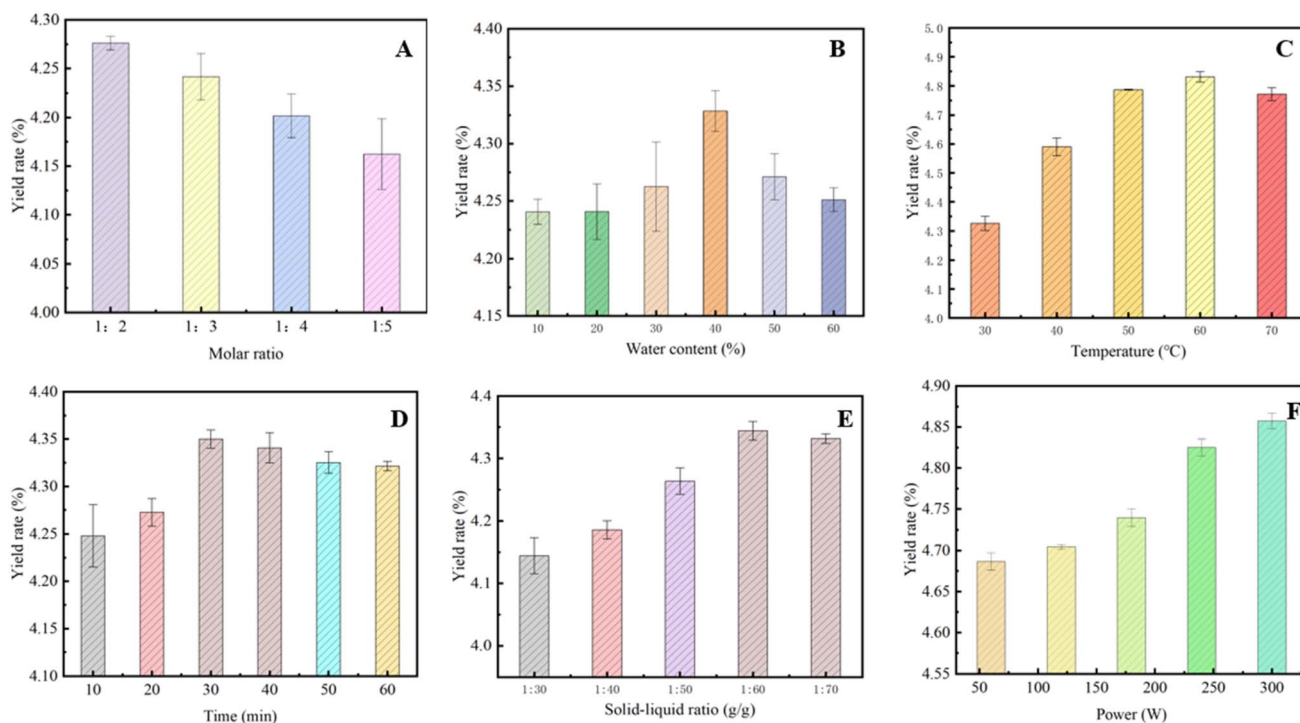 A
Yield rate (%)
4.30
4.25
4.20
4.15
4.10
4.05
4.00
1：2 1：3 1：4 1:5
Molar ratio
B
Yield rate (%)
4.40
4.35
4.30
4.25
4.20
4.15
10 20 30 40 50 60
Water content (%)
C
Yield rate (%)
5.0
4.9
4.8
4.7
4.6
4.5
4.4
4.3
4.2
4.1
4.0
30 40 50 60 70
Temperature (℃)
D
Yield rate (%)
4.40
4.35
4.30
4.25
4.20
4.15
4.10
10 20 30 40 50 60
Time (min)
E
Yield rate (%)
4.4
4.3
4.2
4.1
4.0
1:30 1:40 1:50 1:60 1:70
Solid-liquid ratio (g/g)
F
Yield rate (%)
4.90
4.85
4.80
4.75
4.70
4.65
4.60
4.55
50 100 150 200 250 300
Power (W)